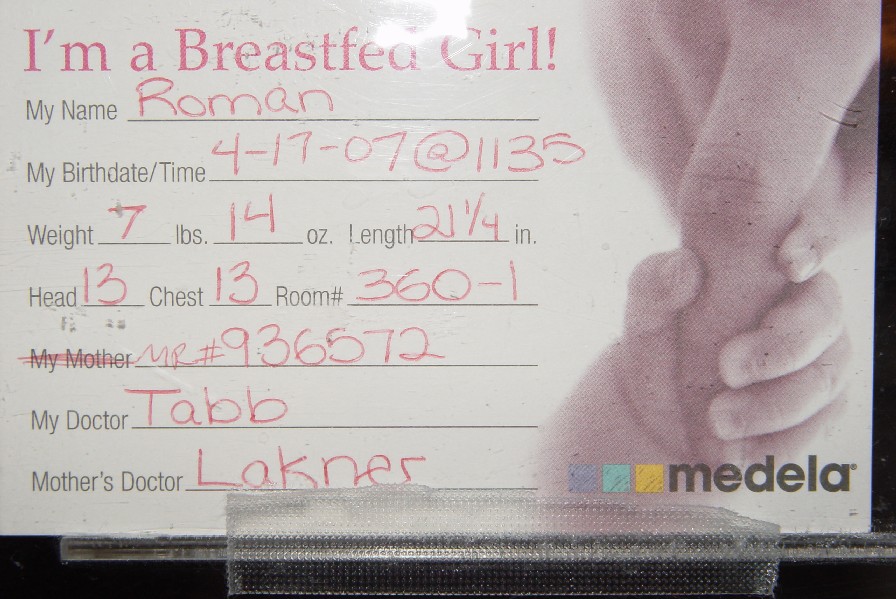 I'm a Breastfed Girl!
My Name Roman
My Birthdate/Time 4-17-07@1135
Weight 7 lbs. 14 oz. Length 21 1/4 in.
Head 13 Chest 13 Room# 360-1
My Mother MR#936572
My Doctor Tabb
Mother's Doctor Lakner
medela